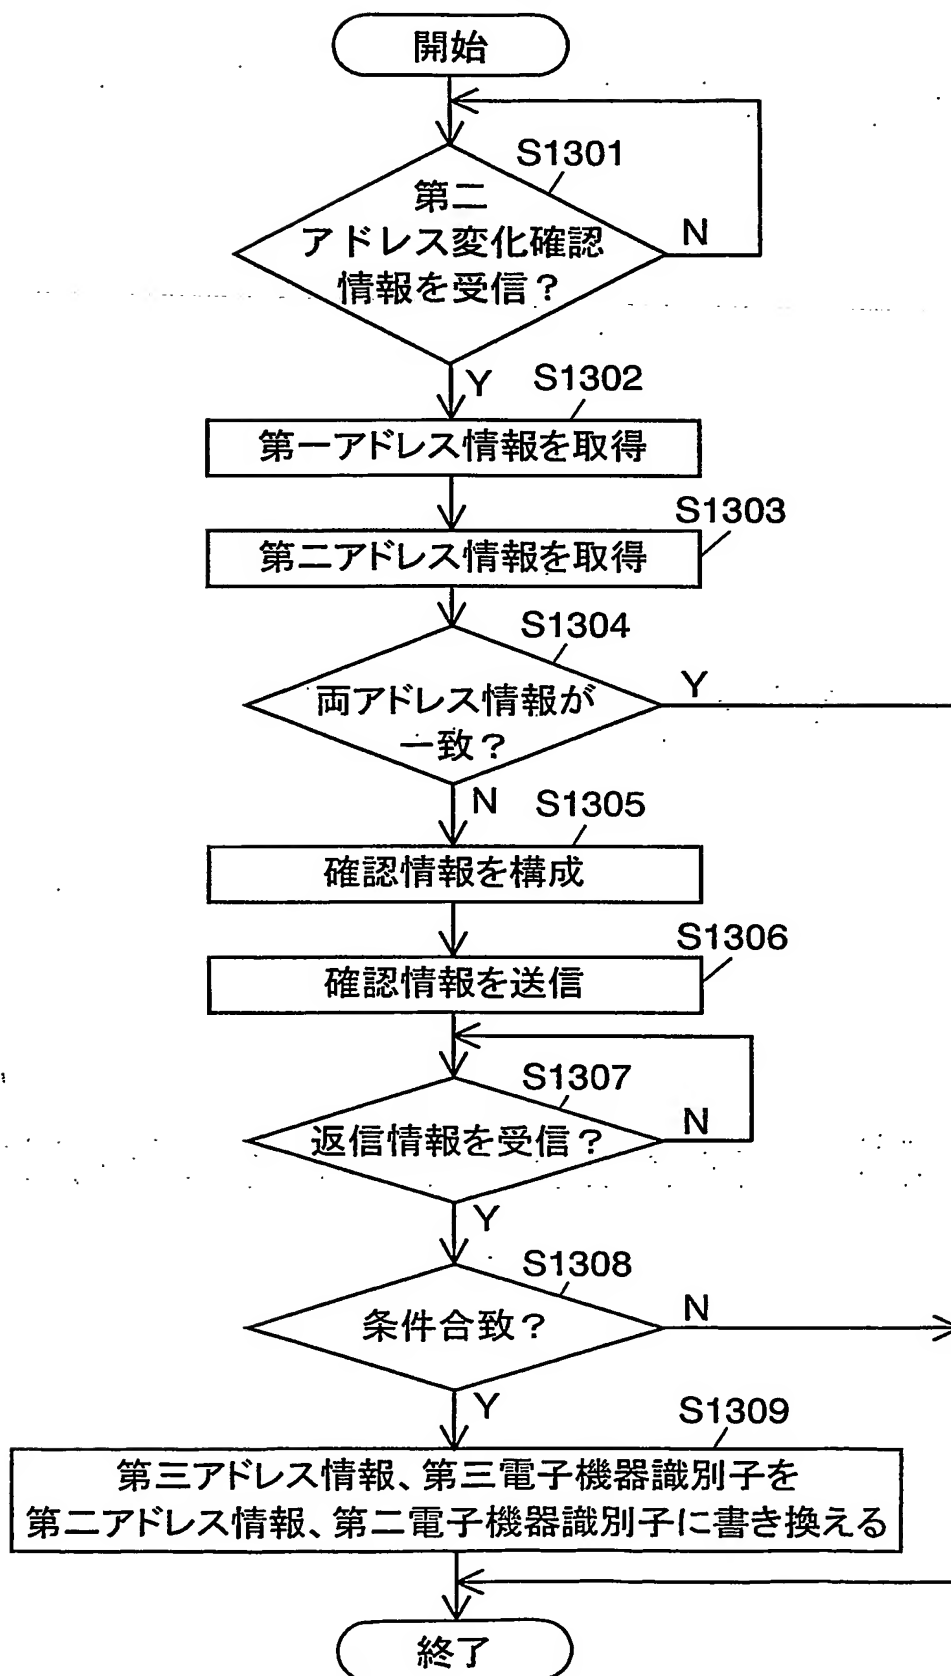 開始
S1301
第二
アドレス変化確認
情報を受信？
N
Y
S1302
第一アドレス情報を取得
S1303
第二アドレス情報を取得
S1304
両アドレス情報が
一致？
Y
N
S1305
確認情報を構成
S1306
確認情報を送信
S1307
返信情報を受信？
N
Y
S1308
条件合致？
N
Y
S1309
第三アドレス情報、第三電子機器識別子を
第二アドレス情報、第二電子機器識別子に書き換える
終了